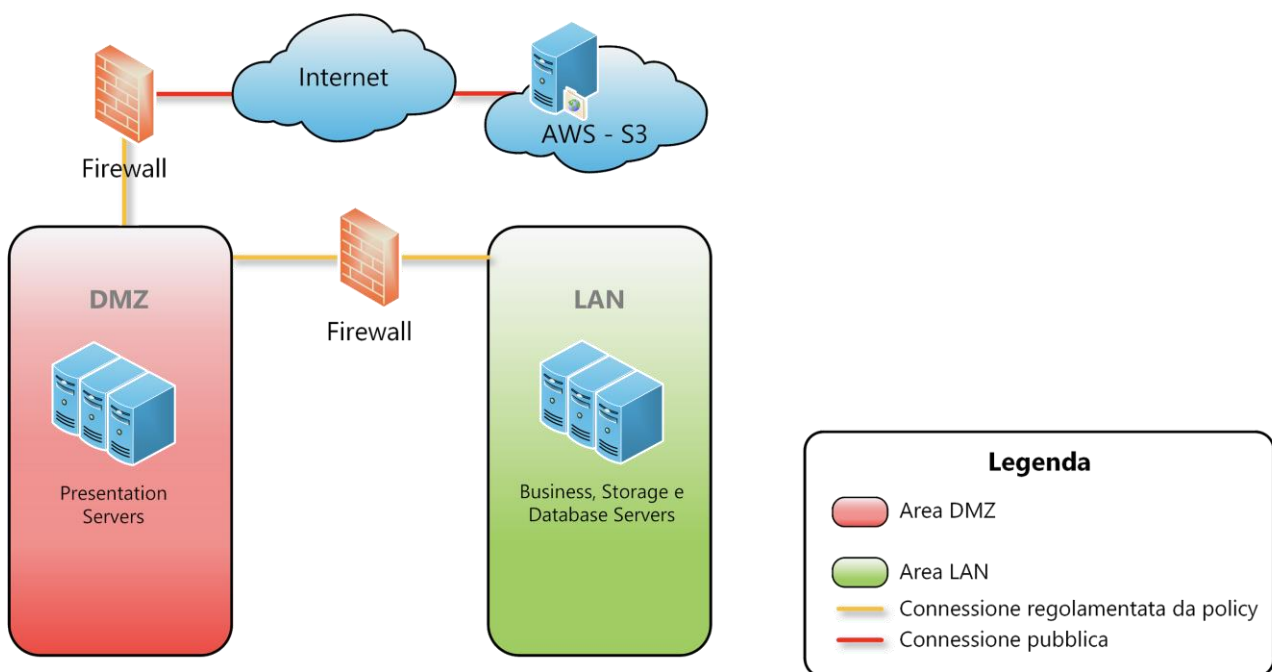 Internet
AWS - S3
Firewall
Firewall
DMZ
Presentation
Servers
LAN
Business, Storage e
Database Servers
Legenda
Area DMZ
Area LAN
Connessione regolamentata da policy
Connessione pubblica